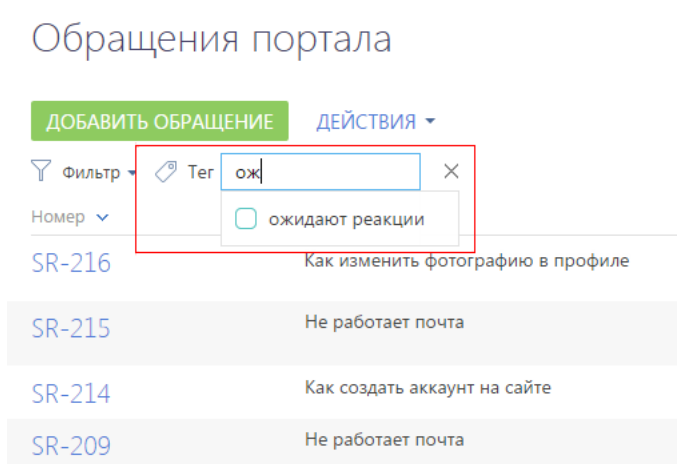 Обращения портала
ДОБАВИТЬ ОБРАЩЕНИЕ ДЕЙСТВИЯ
Фильтр Тег ож
Номер ожидают реакции
SR-216 Как изменить фотографию в профиле
SR-215 Не работает почта
SR-214 Как создать аккаунт на сайте
SR-209 Не работает почта